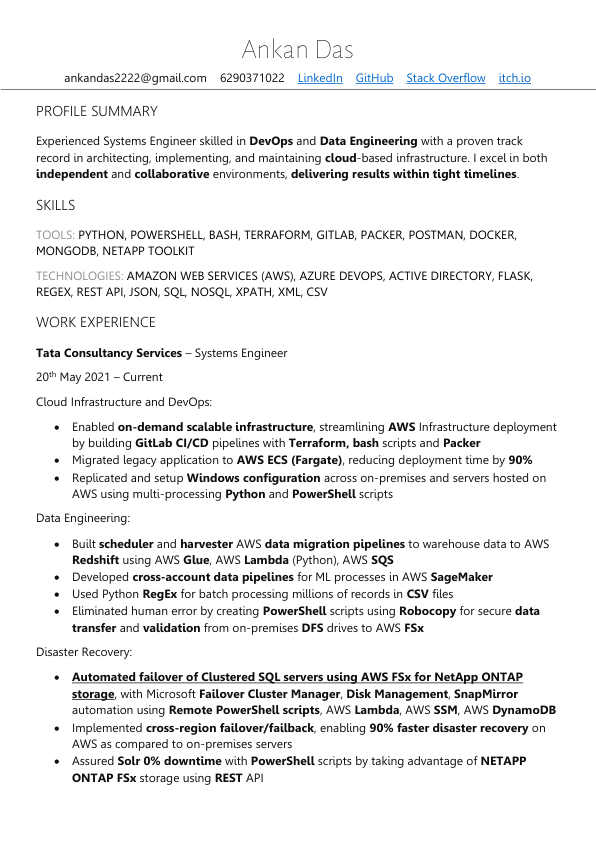 Ankan Das
ankandas2222@gmail.com 6290371022 LinkedIn GitHub Stack Overflow itch.io
PROFILE SUMMARY
Experienced Systems Engineer skilled in DevOps and Data Engineering with a proven track
record in architecting, implementing, and maintaining cloud-based infrastructure. I excel in both
independent and collaborative environments, delivering results within tight timelines.
SKILLS
TOOLS: PYTHON, POWERSHELL, BASH, TERRAFORM, GITLAB, PACKER, POSTMAN, DOCKER,
MONGODB, NETAPP TOOLKIT
TECHNOLOGIES: AMAZON WEB SERVICES (AWS), AZURE DEVOPS, ACTIVE DIRECTORY, FLASK,
REGEX, REST API, JSON, SQL, NOSQL, XPATH, XML, CSV
WORK EXPERIENCE
Tata Consultancy Services – Systems Engineer
20th May 2021 – Current
Cloud Infrastructure and DevOps:
• Enabled on-demand scalable infrastructure, streamlining AWS Infrastructure deployment
by building GitLab CI/CD pipelines with Terraform, bash scripts and Packer
• Migrated legacy application to AWS ECS (Fargate), reducing deployment time by 90%
• Replicated and setup Windows configuration across on-premises and servers hosted on
AWS using multi-processing Python and PowerShell scripts
Data Engineering:
• Built scheduler and harvester AWS data migration pipelines to warehouse data to AWS
Redshift using AWS Glue, AWS Lambda (Python), AWS SQS
• Developed cross-account data pipelines for ML processes in AWS SageMaker
• Used Python RegEx for batch processing millions of records in CSV files
• Eliminated human error by creating PowerShell scripts using Robocopy for secure data
transfer and validation from on-premises DFS drives to AWS FSx
Disaster Recovery:
• Automated failover of Clustered SQL servers using AWS FSx for NetApp ONTAP
storage, with Microsoft Failover Cluster Manager, Disk Management, SnapMirror
automation using Remote PowerShell scripts, AWS Lambda, AWS SSM, AWS DynamoDB
• Implemented cross-region failover/failback, enabling 90% faster disaster recovery on
AWS as compared to on-premises servers
• Assured Solr 0% downtime with PowerShell scripts by taking advantage of NETAPP
ONTAP FSx storage using REST API